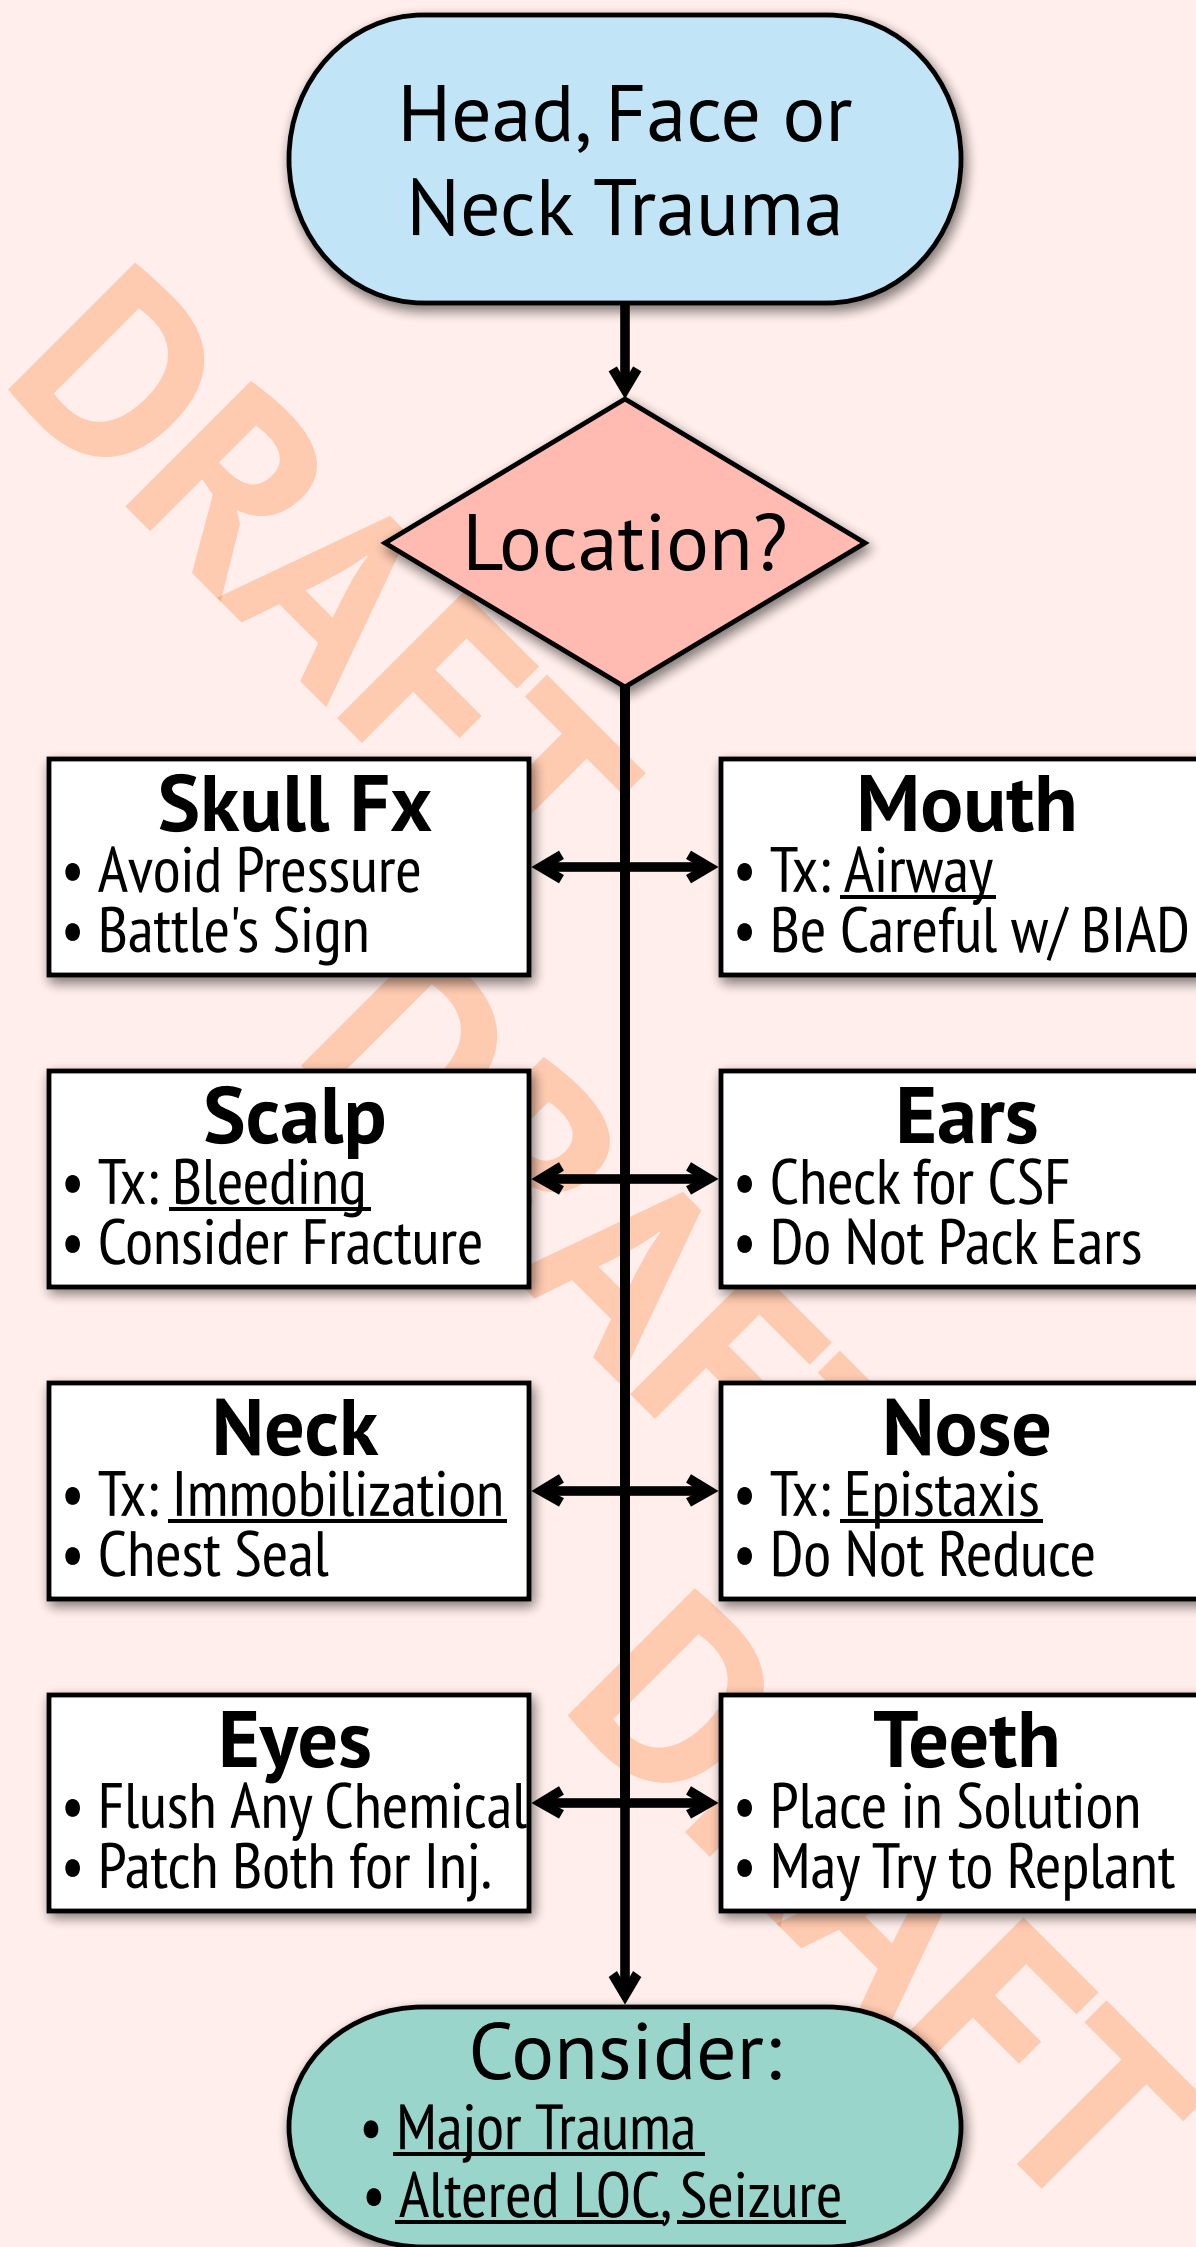 Head, Face or
Neck Trauma
Location?
Skull Fx
• Avoid Pressure
• Battle's Sign
Mouth
• Tx: Airway
• Be Careful w/ BIAD
Scalp
• Tx: Bleeding
• Consider Fracture
Ears
• Check for CSF
• Do Not Pack Ears
Neck
• Tx: Immobilization
• Chest Seal
Nose
• Tx: Epistaxis
• Do Not Reduce
Eyes
• Flush Any Chemical
• Patch Both for Inj.
Teeth
• Place in Solution
• May Try to Replant
Consider:
• Major Trauma
• Altered LOC, Seizure
DRAFT
DRAFT
DRAFT